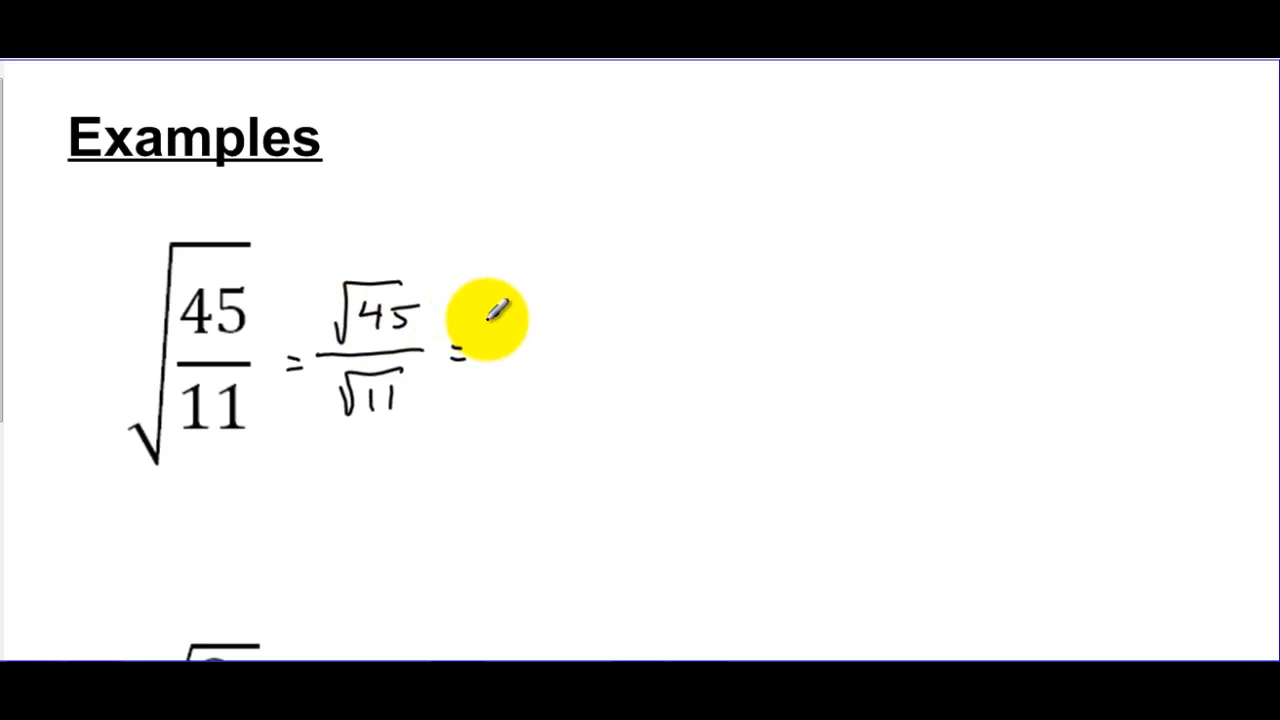 Examples
√(45/11) = √45/√11 =